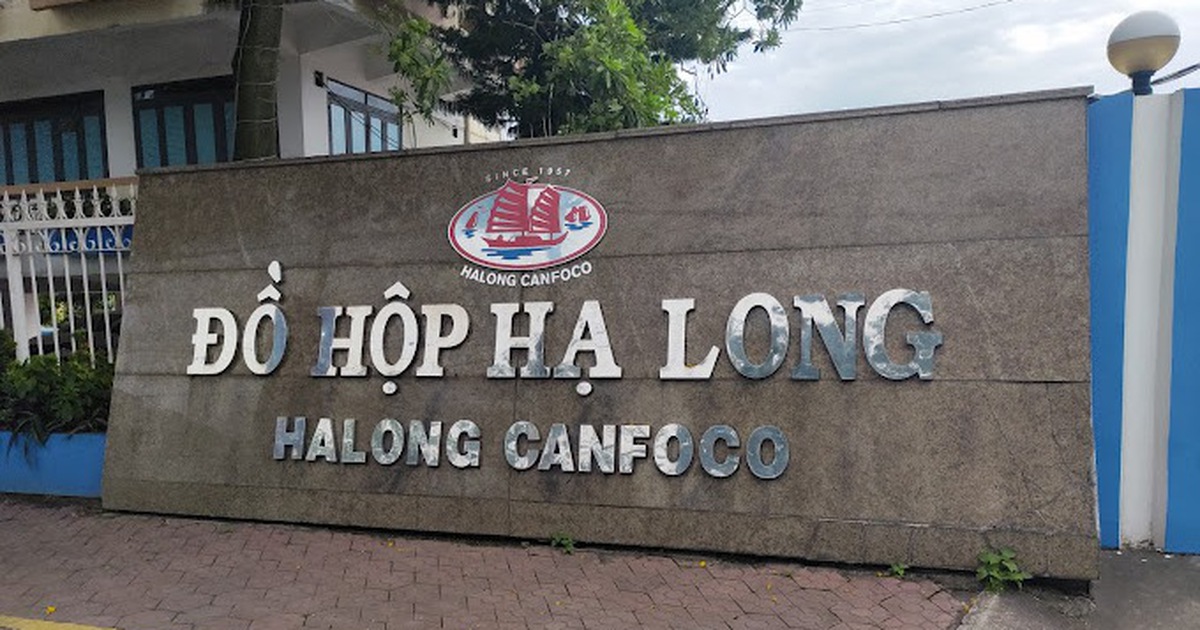 SINCE 1957
HALONG CANFOCO
ĐỒ HỘP HẠ LONG
HALONG CANFOCO